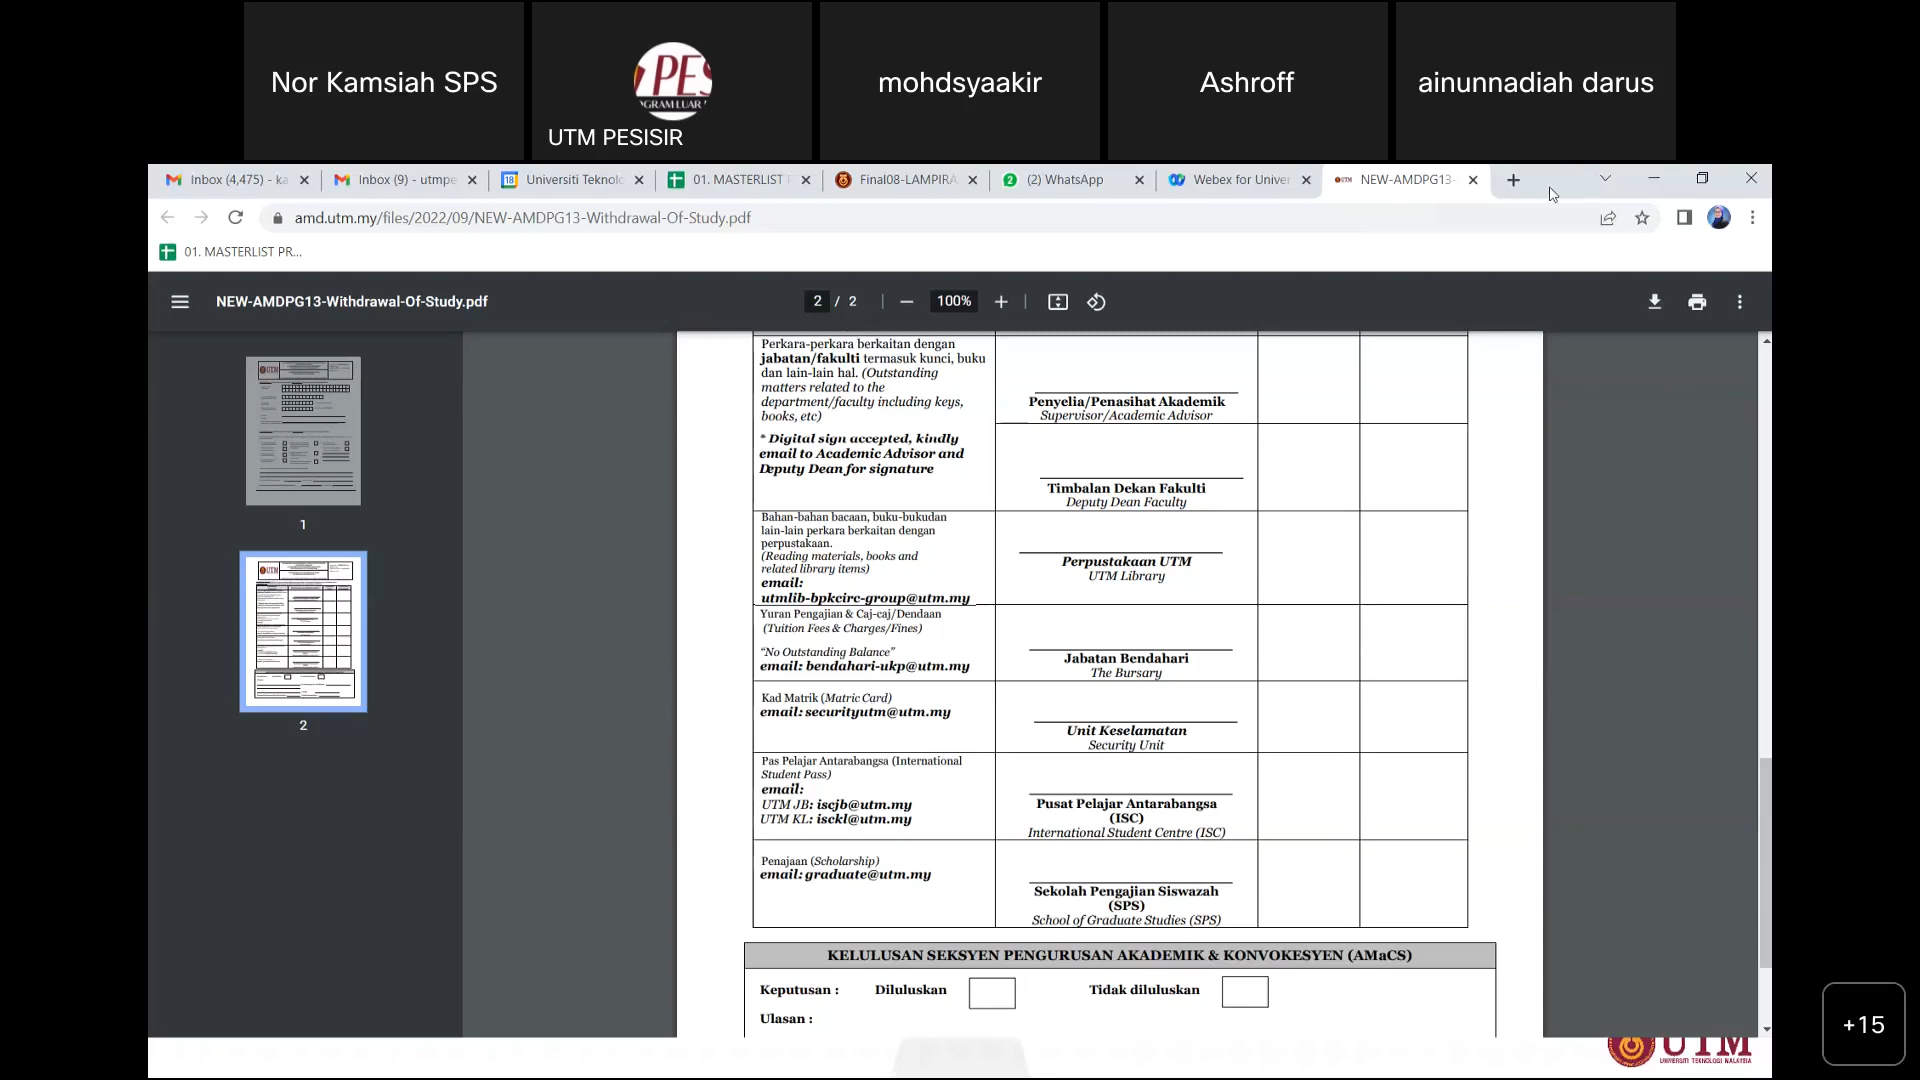 Nor Kamsiah SPS
PES
UTM PESISIR
mohdsyaakir
Ashroff
ainunnadiah darus
Inbox (4,475) - ka
Inbox (9) - utmpe
18
Universiti Teknolo
01. MASTERLIST P
Final08-LAMPIRA
2
(2) WhatsApp
Webex for Univer
UTM
NEW-AMDPG13-
amd.utm.my/files/2022/09/NEW-AMDPG13-Withdrawal-Of-Study.pdf
01. MASTERLIST PR...
NEW-AMDPG13-Withdrawal-Of-Study.pdf
2 / 2
100%
1
2
Perkara-perkara berkaitan dengan
jabatan/fakulti termasuk kunci, buku
dan lain-lain hal. (Outstanding
matters related to the
department/faculty including keys,
books, etc)
* Digital sign accepted, kindly
email to Academic Advisor and
Deputy Dean for signature
Penyelia/Penasihat Akademik
Supervisor/Academic Advisor
Timbalan Dekan Fakulti
Deputy Dean Faculty
Bahan-bahan bacaan, buku-bukudan
lain-lain perkara berkaitan dengan
perpustakaan.
(Reading materials, books and
related library items)
email:
utmlib-bpkcirc-group@utm.my
Perpustakaan UTM
UTM Library
Yuran Pengajian & Caj-caj/Dendaan
(Tuition Fees & Charges/Fines)
“No Outstanding Balance”
email: bendahari-ukp@utm.my
Jabatan Bendahari
The Bursary
Kad Matrik (Matric Card)
email: securityutm@utm.my
Unit Keselamatan
Security Unit
Pas Pelajar Antarabangsa (International
Student Pass)
email:
UTM JB: iscjb@utm.my
UTM KL: isckl@utm.my
Pusat Pelajar Antarabangsa
(ISC)
International Student Centre (ISC)
Penajaan (Scholarship)
email: graduate@utm.my
Sekolah Pengajian Siswazah
(SPS)
School of Graduate Studies (SPS)
KELULUSAN SEKSYEN PENGURUSAN AKADEMIK & KONVOKESYEN (AMaCS)
Keputusan : Diluluskan Tidak diluluskan
Ulasan :
UTM
UNIVERSITI TEKNOLOGI MALAYSIA
+15